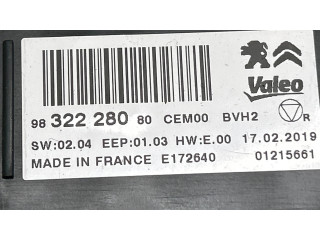 Valeo
98 322 280 80 CEM00 BVH2 R
SW:02.04 EEP:01.03 HW:E.00 17.02.2019
MADE IN FRANCE E172640 01215661